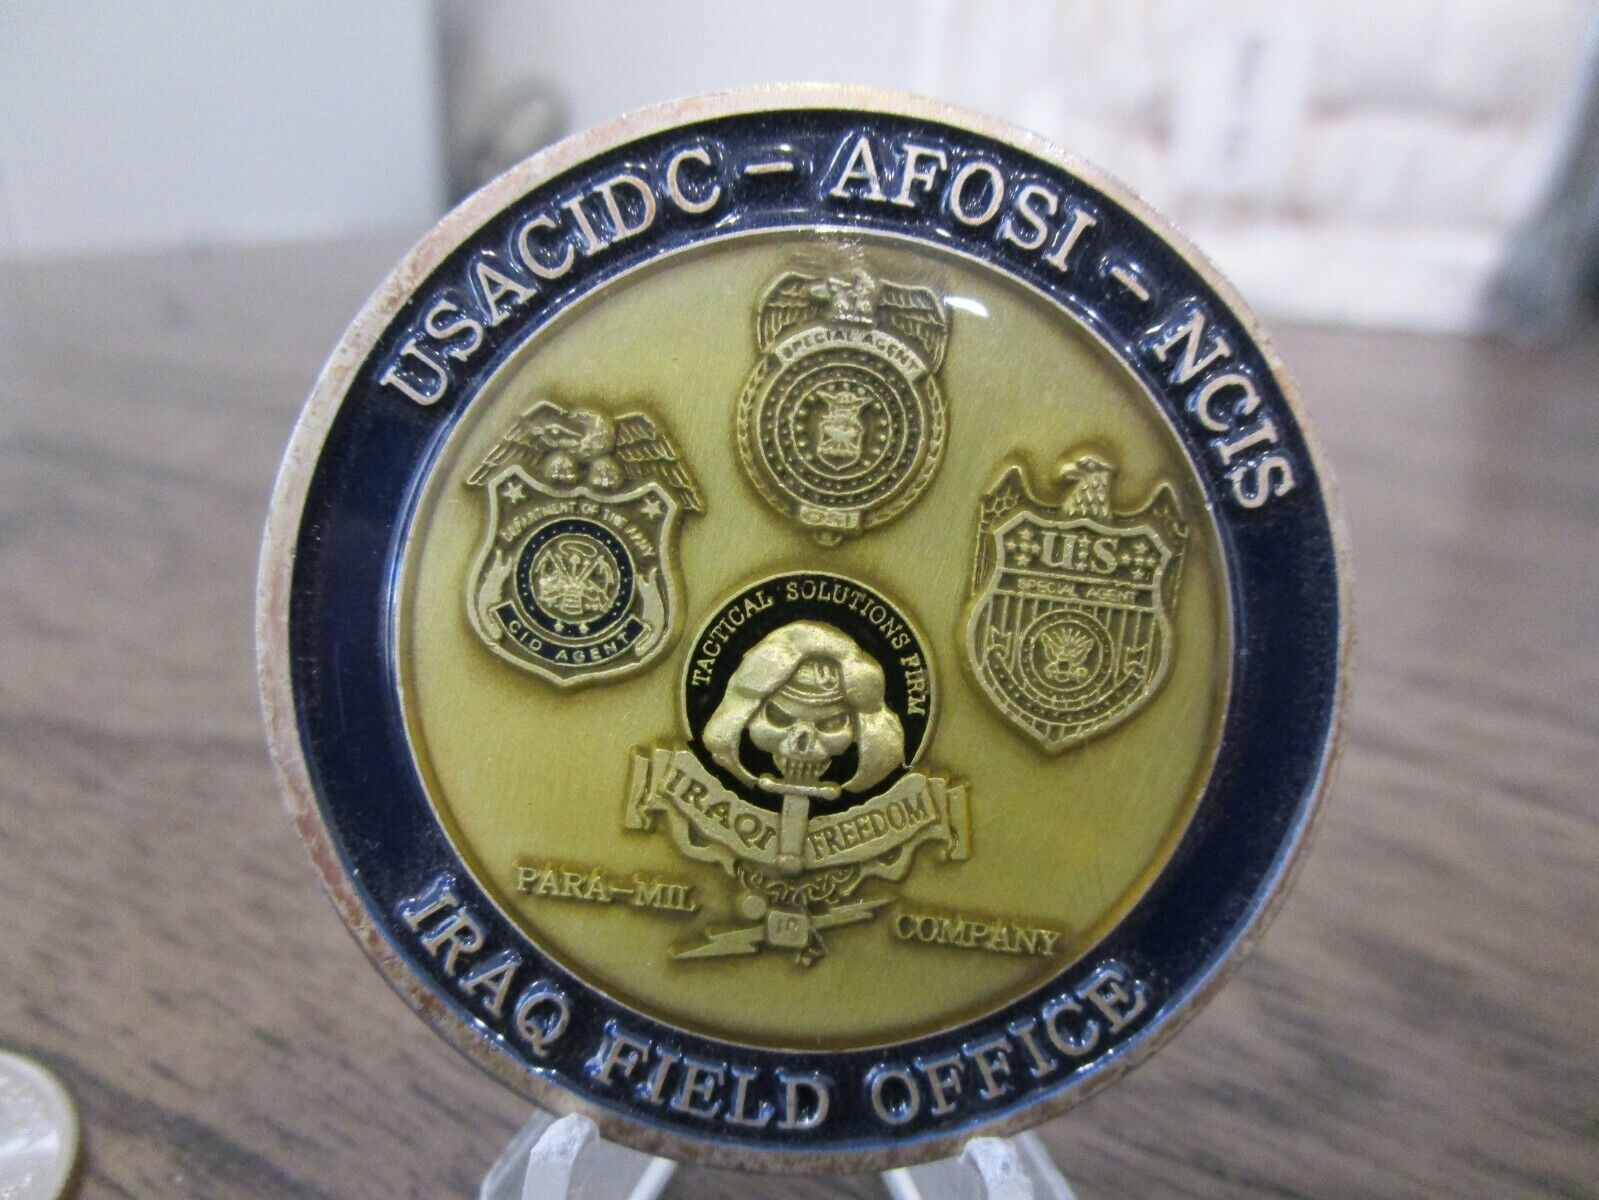 USACIDC - AFOSI - NCIS
SPECIAL AGENT
OSI
DEPARTMENT OF THE ARMY
CID AGENT
U.S.
SPECIAL AGENT
TACTICAL SOLUTIONS FIRM
IRAQI FREEDOM
PARA-MIL COMPANY
IRAQ FIELD OFFICE